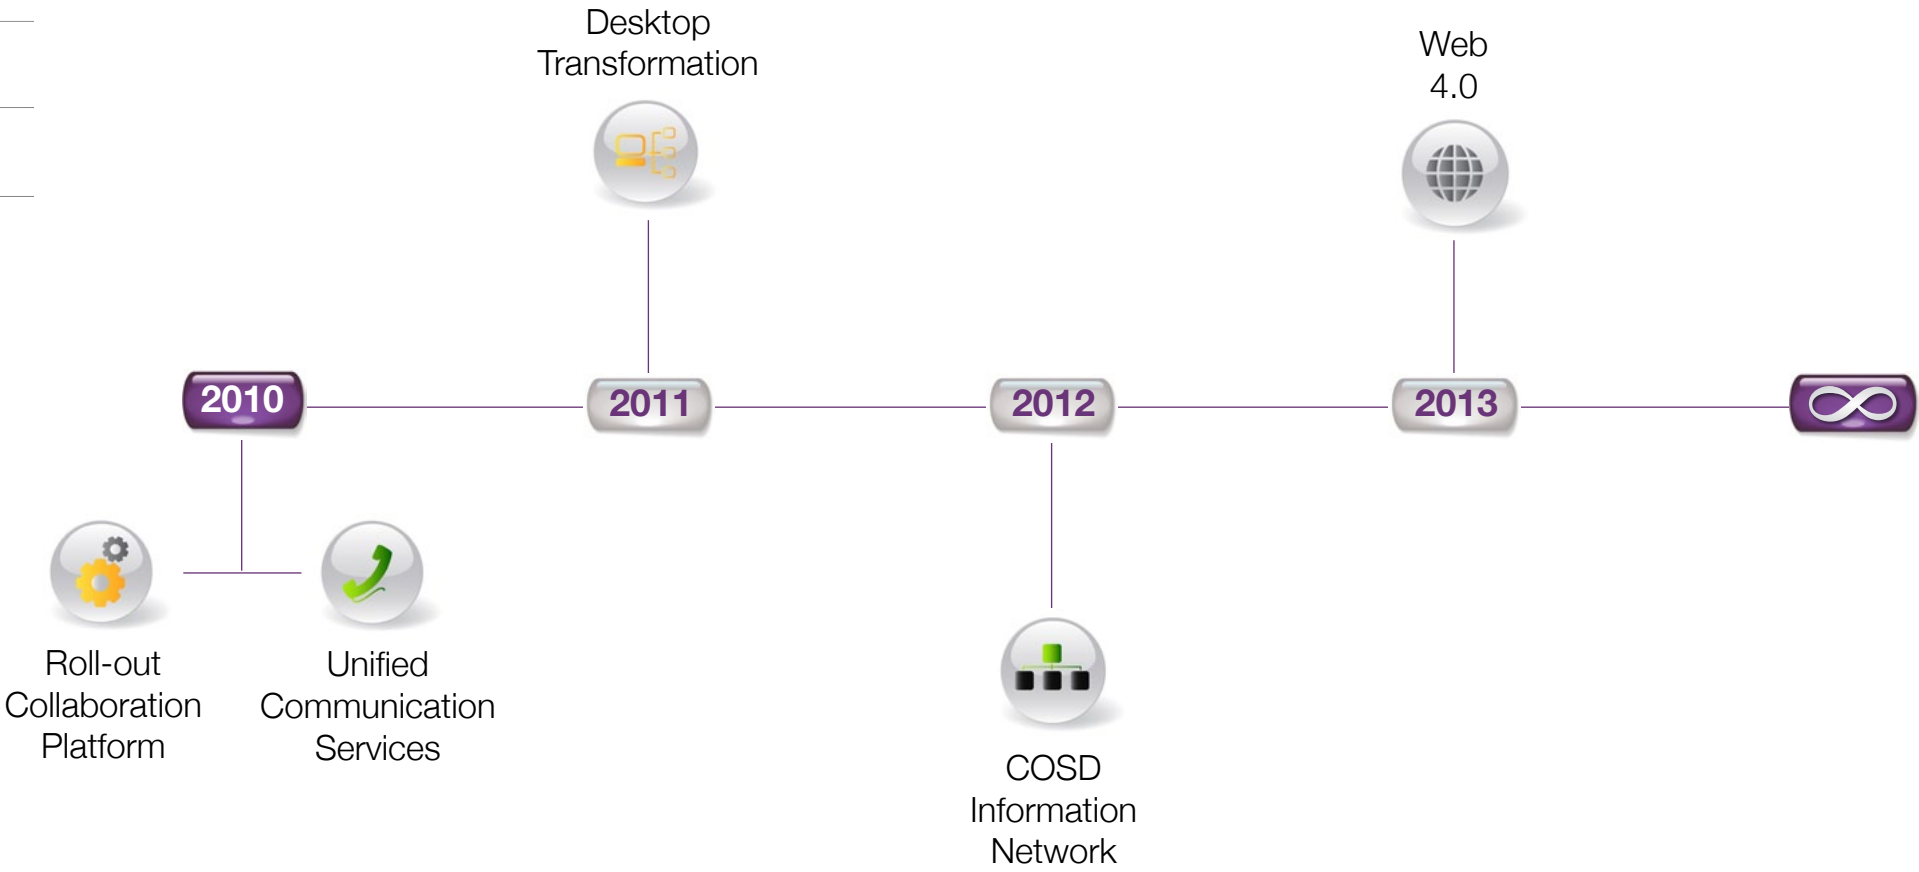 Desktop
Transformation
Web
4.0
2010
2011
2012
2013
∞
Roll-out
Collaboration
Platform
Unified
Communication
Services
COSD
Information
Network